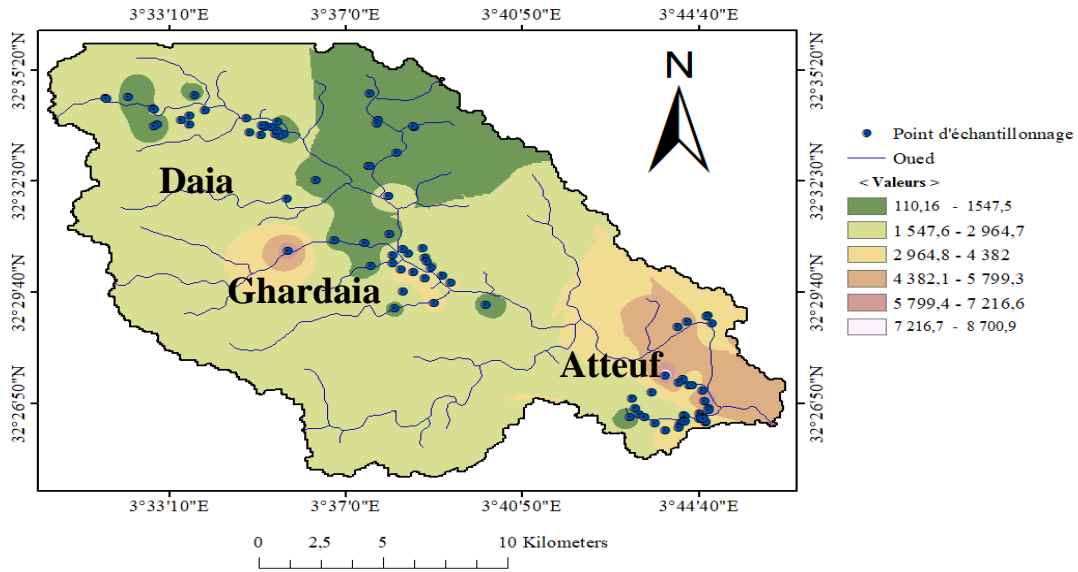 3°33'10"E 3°37'0"E 3°40'50"E 3°44'40"E
32°35'20"N 32°35'20"N
N
Point d'échantillonnage
Oued
< Valeurs >
110,16 - 1547,5
1 547,6 - 2 964,7
2 964,8 - 4 382
4 382,1 - 5 799,3
5 799,4 - 7 216,6
7 216,7 - 8 700,9
32°32'30"N 32°32'30"N
Daia
32°29'40"N 32°29'40"N
Ghardaia
Atteuf
32°26'50"N 32°26'50"N
3°33'10"E 3°37'0"E 3°40'50"E 3°44'40"E
0 2,5 5 10 Kilometers